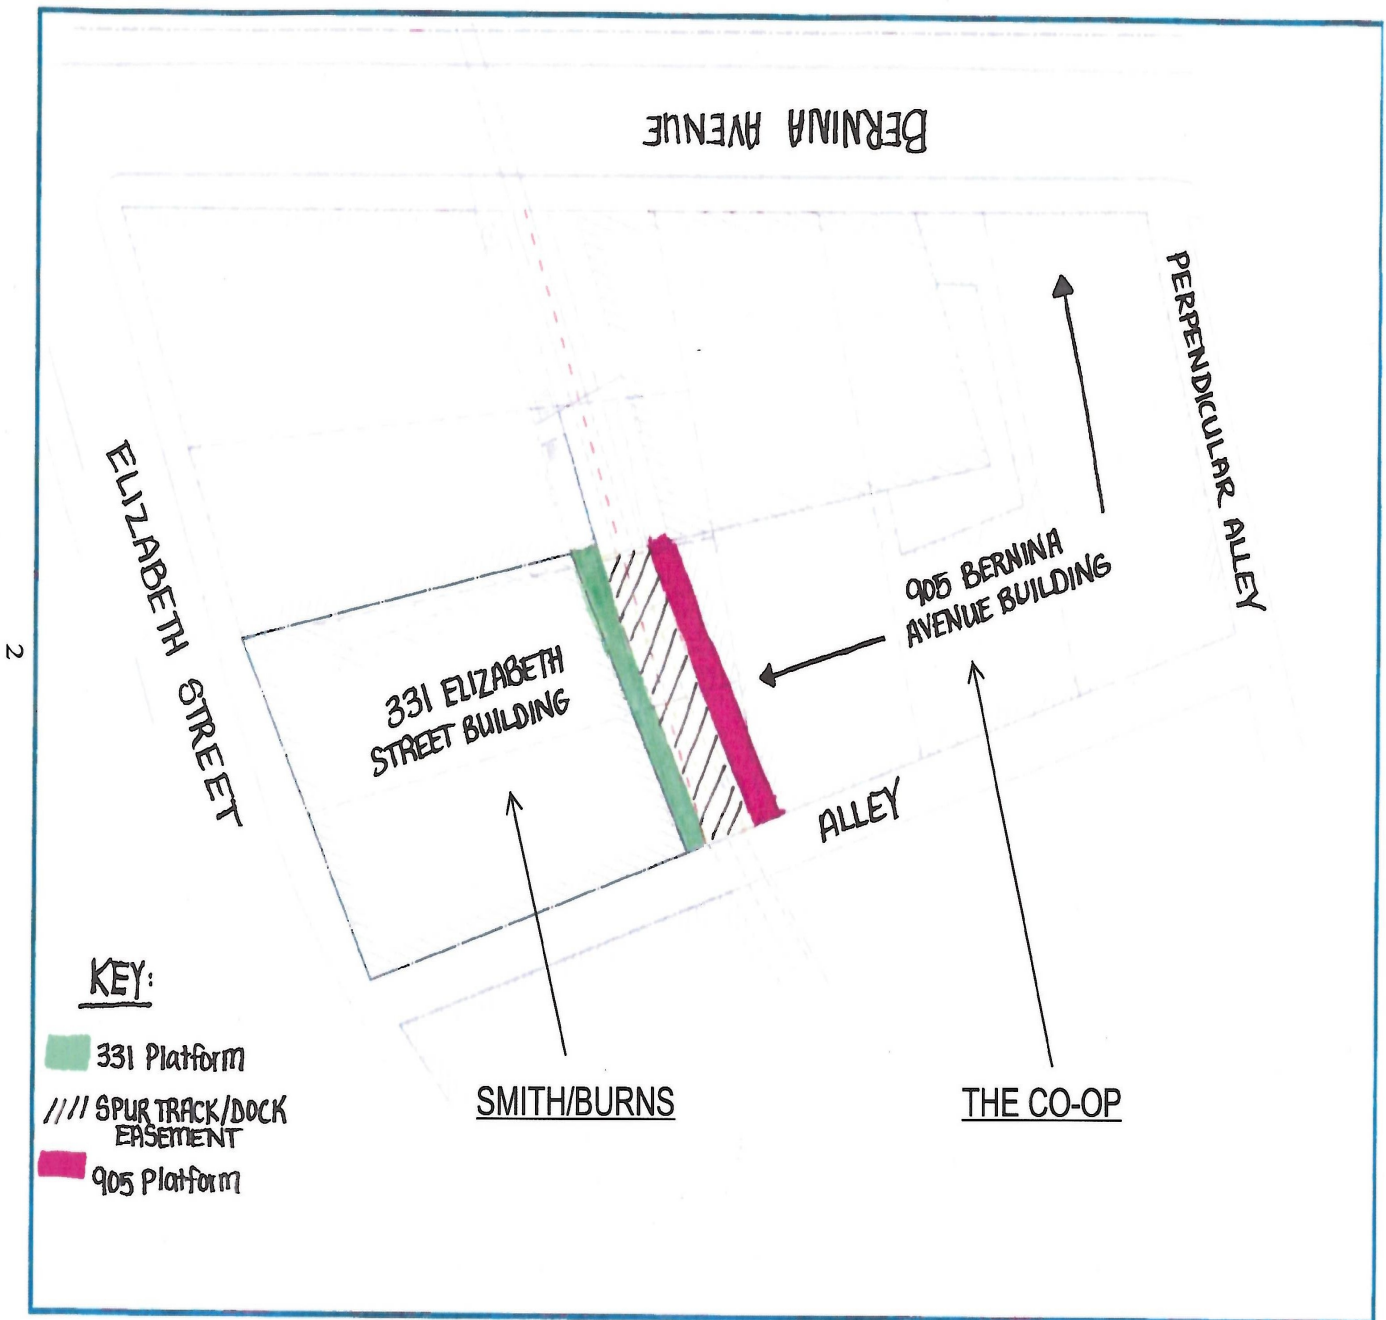 BERNINA AVENUE
PERPENDICULAR ALLEY
ELIZABETH STREET
905 BERNINA
AVENUE BUILDING
331 ELIZABETH
STREET BUILDING
ALLEY
2
KEY:
331 Platform
SPUR TRACK/DOCK
EASEMENT
905 Platform
SMITH/BURNS
THE CO-OP